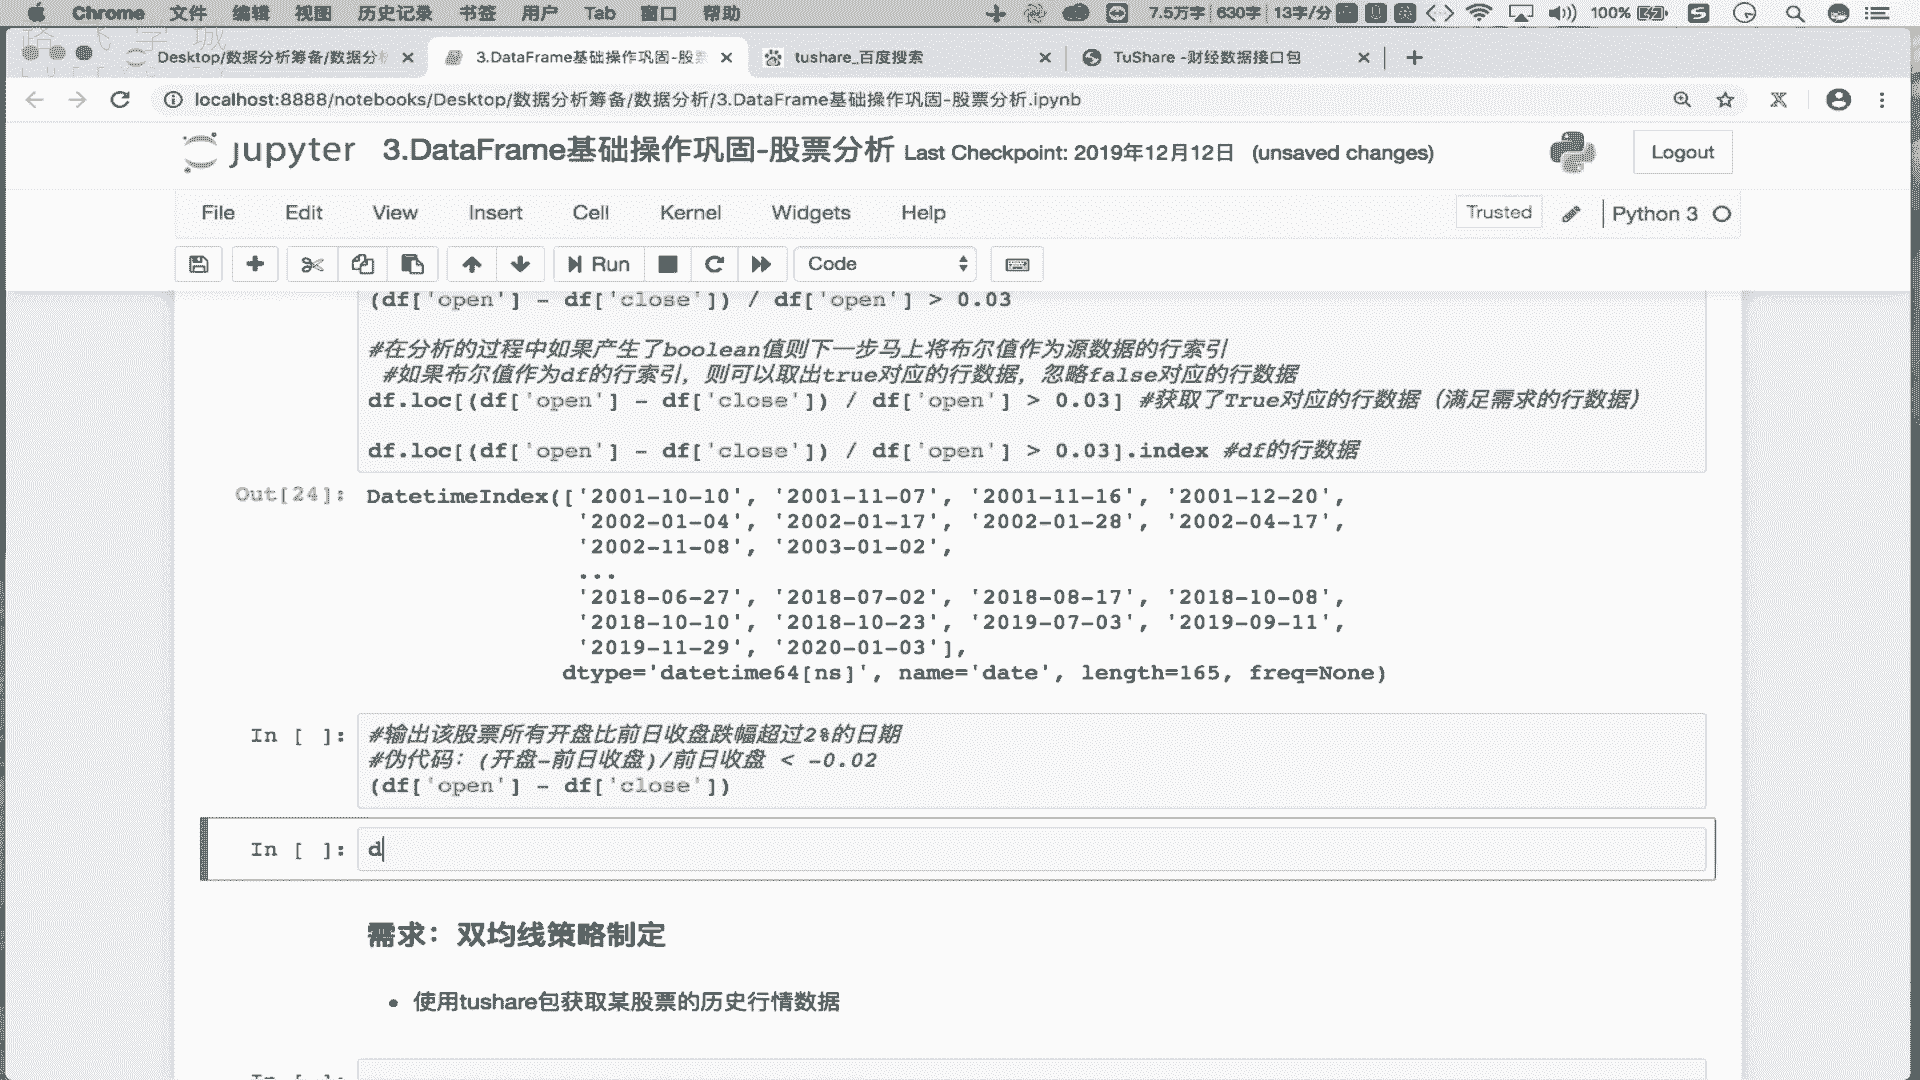 Chrome 文件 编辑 视图 历史记录 书签 用户 Tab 窗口 帮助 7.5万字 630字 13字/分 100%
Desktop/数据分析筹备/数据分析 3.DataFrame基础操作巩固-股票 tushare_百度搜索 TuShare -财经数据接口包
localhost:8888/notebooks/Desktop/数据分析筹备/数据分析/3.DataFrame基础操作巩固-股票分析.ipynb
jupyter 3.DataFrame基础操作巩固-股票分析 Last Checkpoint: 2019年12月12日 (unsaved changes) Logout
File Edit View Insert Cell Kernel Widgets Help Trusted Python 3
Run Code
(df['open'] - df['close']) / df['open'] > 0.03
#在分析的过程中如果产生了boolean值则下一步马上将布尔值作为源数据的行索引
#如果布尔值作为df的行索引，则可以取出true对应的行数据，忽略false对应的行数据
df.loc[(df['open'] - df['close']) / df['open'] > 0.03] #获取了True对应的行数据（满足需求的行数据）
df.loc[(df['open'] - df['close']) / df['open'] > 0.03].index #df的行数据
Out[24]: DatetimeIndex(['2001-10-10', '2001-11-07', '2001-11-16', '2001-12-20',
'2002-01-04', '2002-01-17', '2002-01-28', '2002-04-17',
'2002-11-08', '2003-01-02',
...
'2018-06-27', '2018-07-02', '2018-08-17', '2018-10-08',
'2018-10-10', '2018-10-23', '2019-07-03', '2019-09-11',
'2019-11-29', '2020-01-03'],
dtype='datetime64[ns]', name='date', length=165, freq=None)
In [ ]: #输出该股票所有开盘比前日收盘跌幅超过2%的日期
#伪代码：(开盘-前日收盘)/前日收盘 < -0.02
(df['open'] - df['close'])
In [ ]: d
需求：双均线策略制定
• 使用tushare包获取某股票的历史行情数据